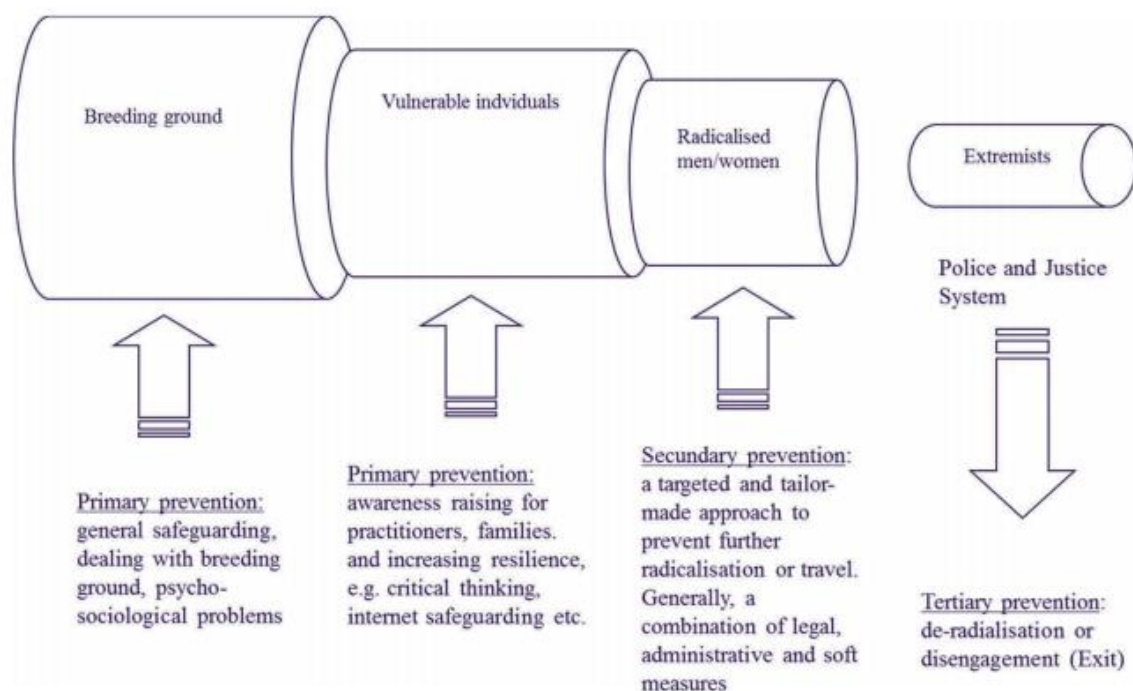 Breeding ground
Vulnerable indviduals
Radicalised
men/women
Extremists
Police and Justice
System
Primary prevention:
general safeguarding,
dealing with breeding
ground, psycho-
sociological problems
Primary prevention:
awareness raising for
practitioners, families.
and increasing resilience,
e.g. critical thinking,
internet safeguarding etc.
Secundary prevention:
a targeted and tailor-
made approach to
prevent further
radicalisation or travel.
Generally, a
combination of legal,
administrative and soft
measures
Tertiary prevention:
de-radialisation or
disengagement (Exit)